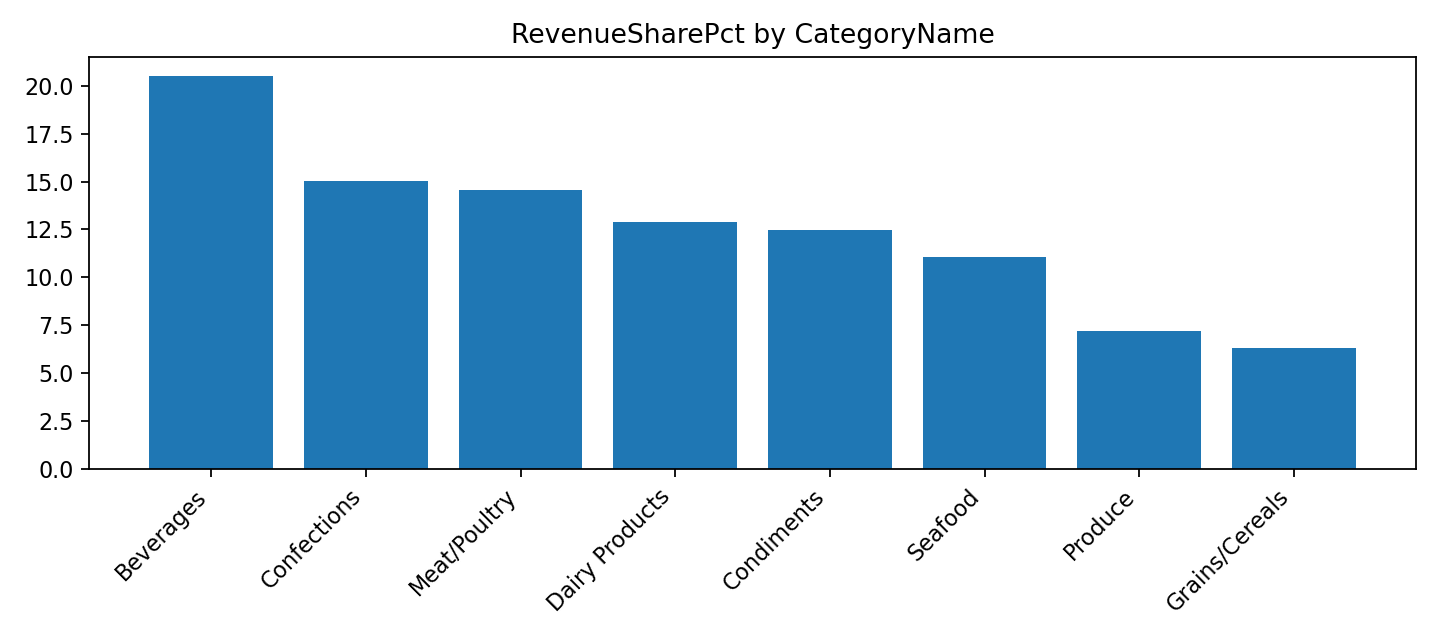 RevenueSharePct by CategoryName
20.0
17.5
15.0
12.5
10.0
7.5
5.0
2.5
0.0
Beverages
Confections
Meat/Poultry
Dairy Products
Condiments
Seafood
Produce
Grains/Cereals